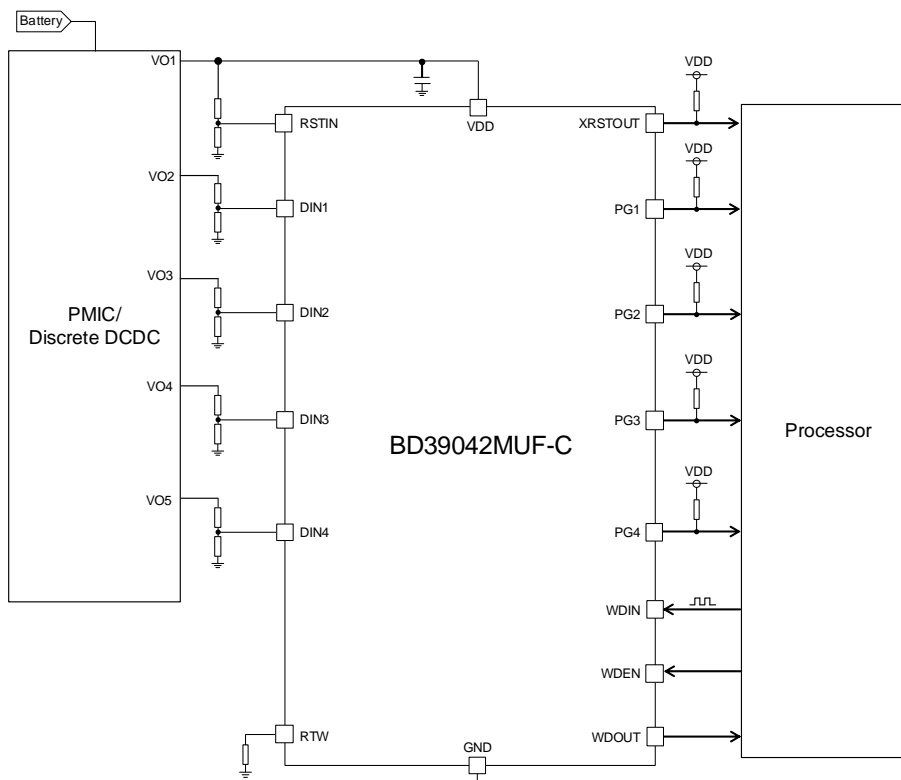 Battery
VO1
VDD
RSTIN
VDD
XRSTOUT
VO2
VDD
DIN1
PG1
VO3
VDD
DIN2
PG2
PMIC/
Discrete DCDC
VO4
VDD
DIN3
PG3
BD39042MUF-C
Processor
VO5
VDD
DIN4
PG4
WDIN
WDEN
RTW
GND
WDOUT